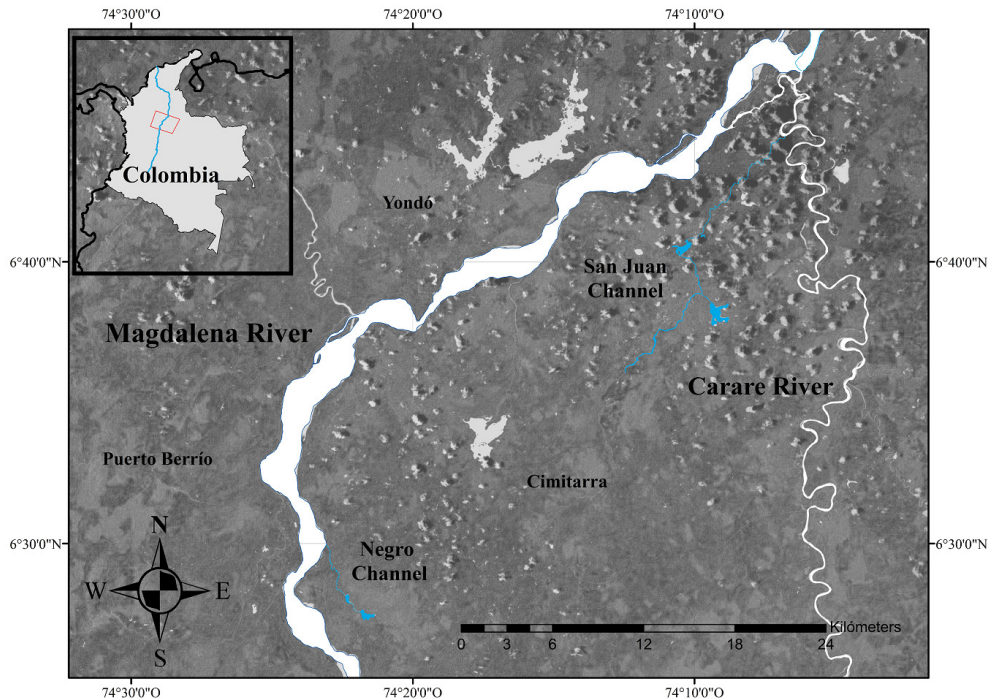 74°30'0"O 74°20'0"O 74°10'0"O
Colombia
Yondó
6°40'0"N 6°40'0"N
San Juan
Channel
Magdalena River
Carare River
Puerto Berrío
Cimitarra
6°30'0"N 6°30'0"N
Negro
Channel
N
W E
S
Kilómeters
0 3 6 12 18 24
74°30'0"O 74°20'0"O 74°10'0"O